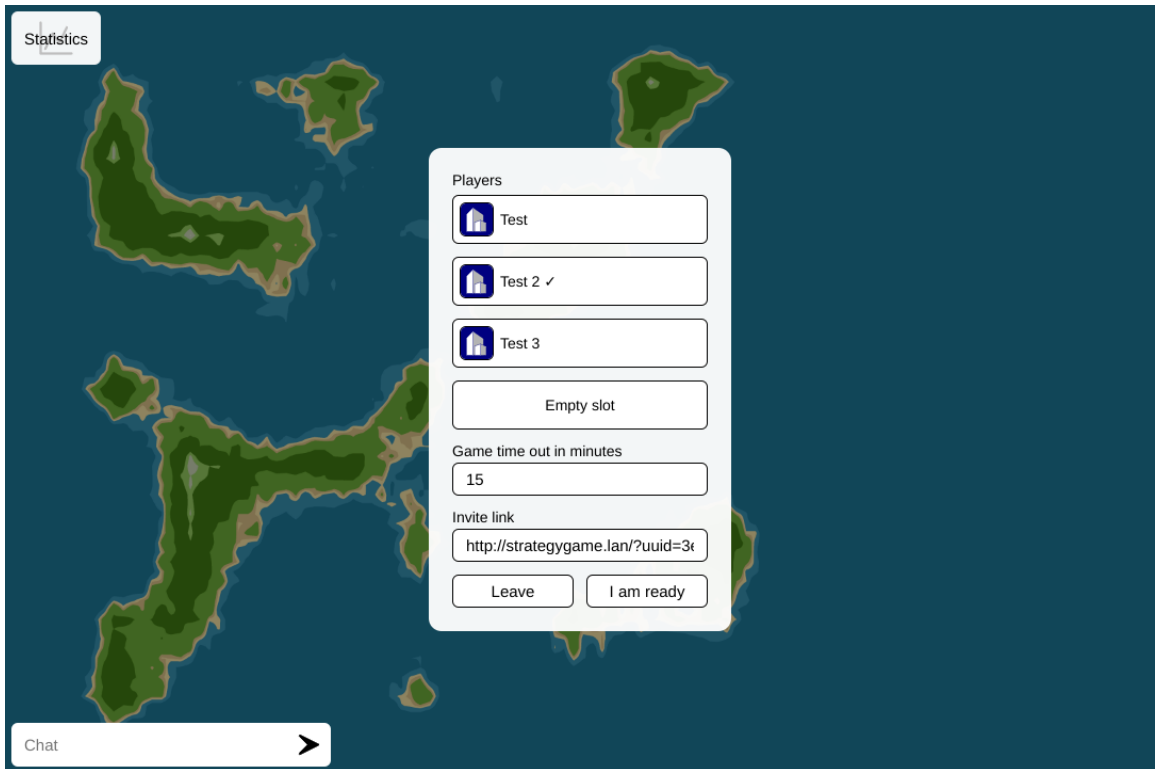 Statistics
Players
Test
Test 2 ✓
Test 3
Empty slot
Game time out in minutes
15
Invite link
http://strategygame.lan/?uuid=3
Leave
I am ready
Chat